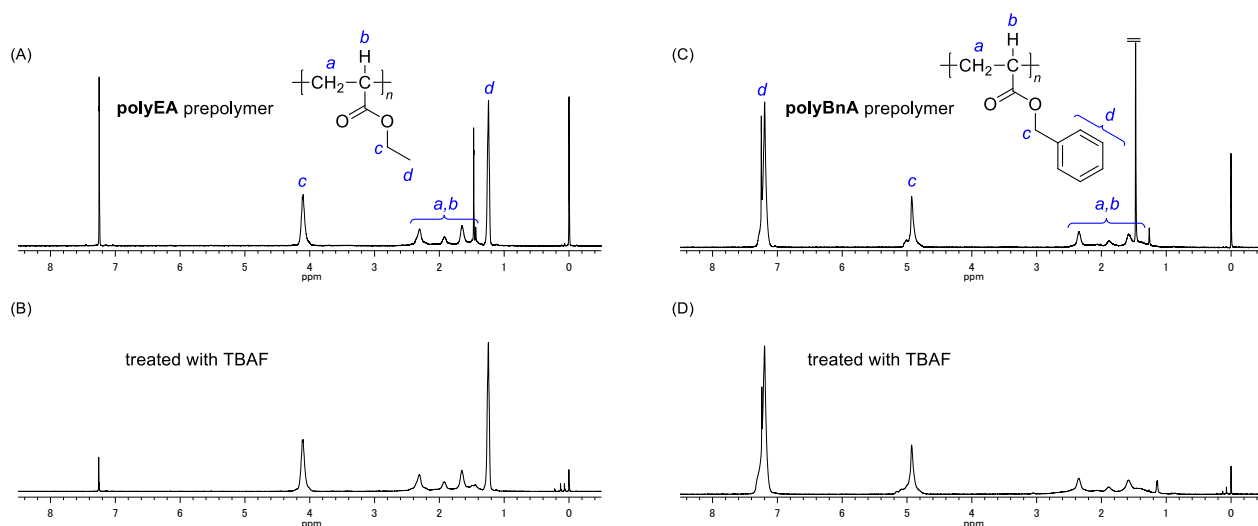 (A)
b
H
a
CH2
C
n
O
O
c
d
polyEA prepolymer
c
a,b
d
8 7 6 5 4 3 2 1 0
ppm
(B)
treated with TBAF
8 7 6 5 4 3 2 1 0
ppm
(C)
b
H
a
CH2
C
n
O
O
c
d
d
polyBnA prepolymer
c
a,b
8 7 6 5 4 3 2 1 0
ppm
(D)
treated with TBAF
8 7 6 5 4 3 2 1 0
ppm